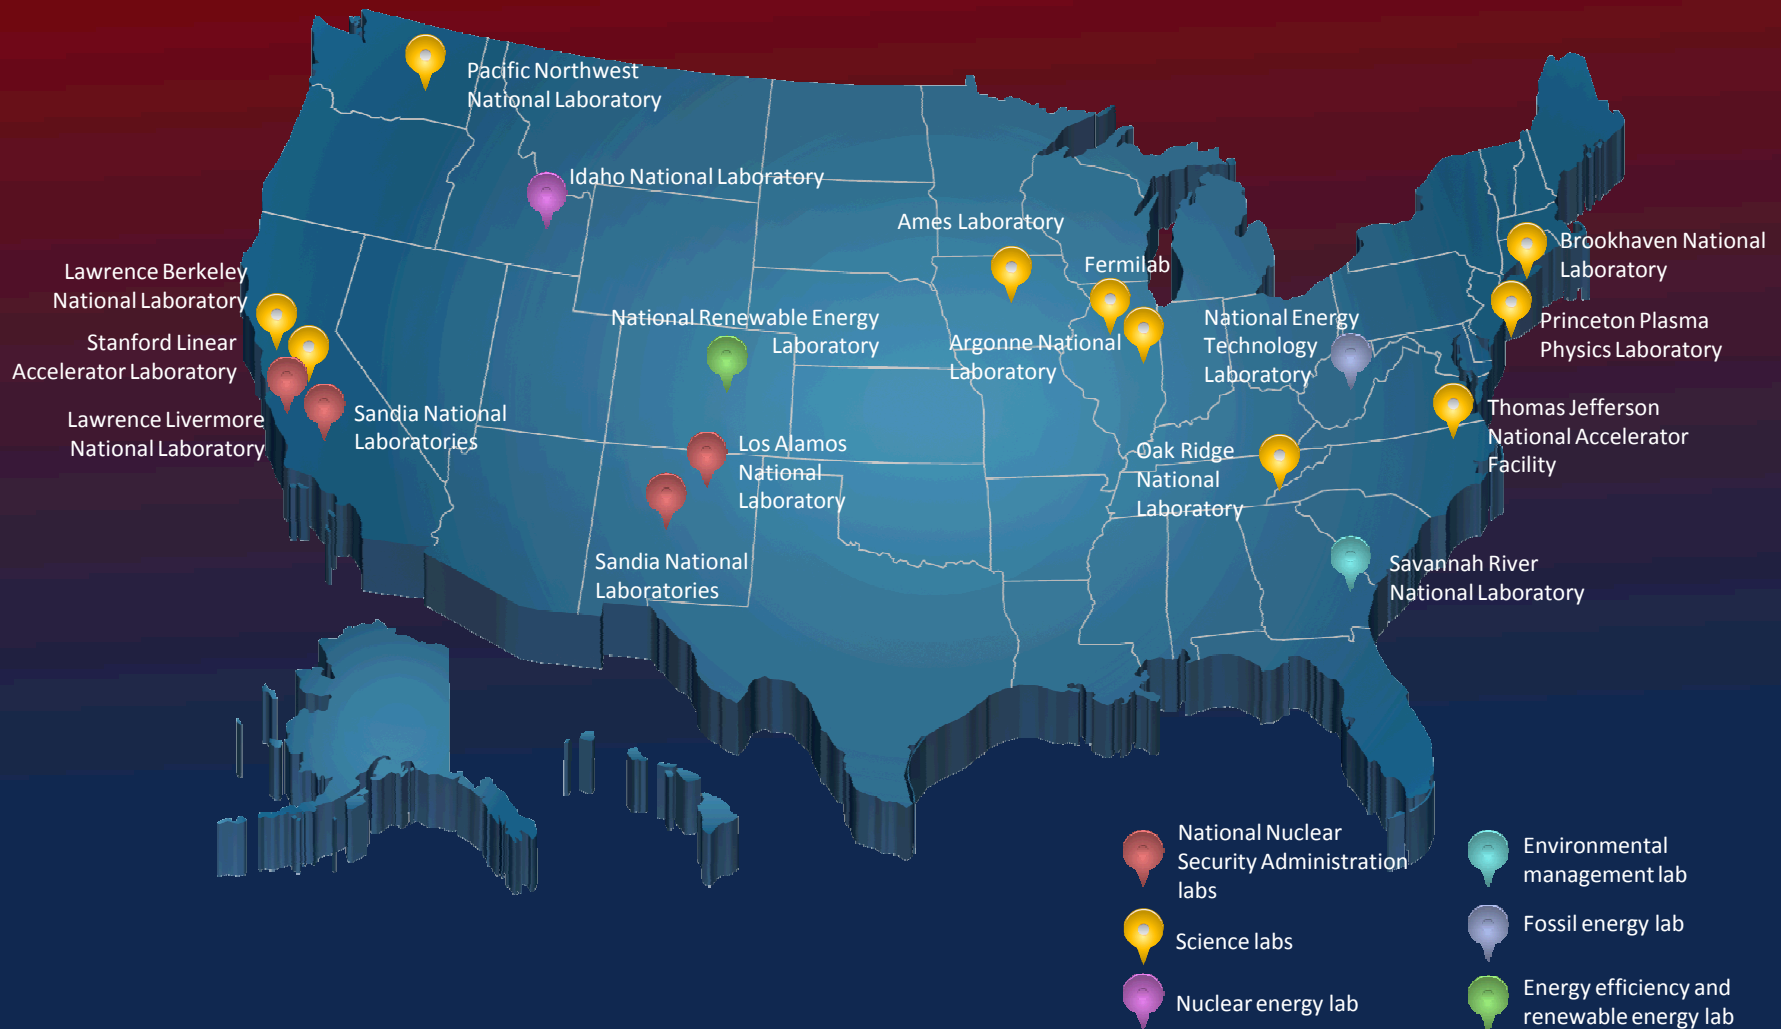 Pacific Northwest
National Laboratory
Idaho National Laboratory
Ames Laboratory
Fermilab
Brookhaven National
Laboratory
Lawrence Berkeley
National Laboratory
National Renewable Energy
Laboratory
National Energy
Technology
Laboratory
Argonne National
Laboratory
Princeton Plasma
Physics Laboratory
Stanford Linear
Accelerator Laboratory
Lawrence Livermore
National Laboratory
Sandia National
Laboratories
Thomas Jefferson
National Accelerator
Facility
Los Alamos
National
Laboratory
Oak Ridge
National
Laboratory
Sandia National
Laboratories
Savannah River
National Laboratory
National Nuclear
Security Administration
labs
Science labs
Nuclear energy lab
Environmental
management lab
Fossil energy lab
Energy efficiency and
renewable energy lab